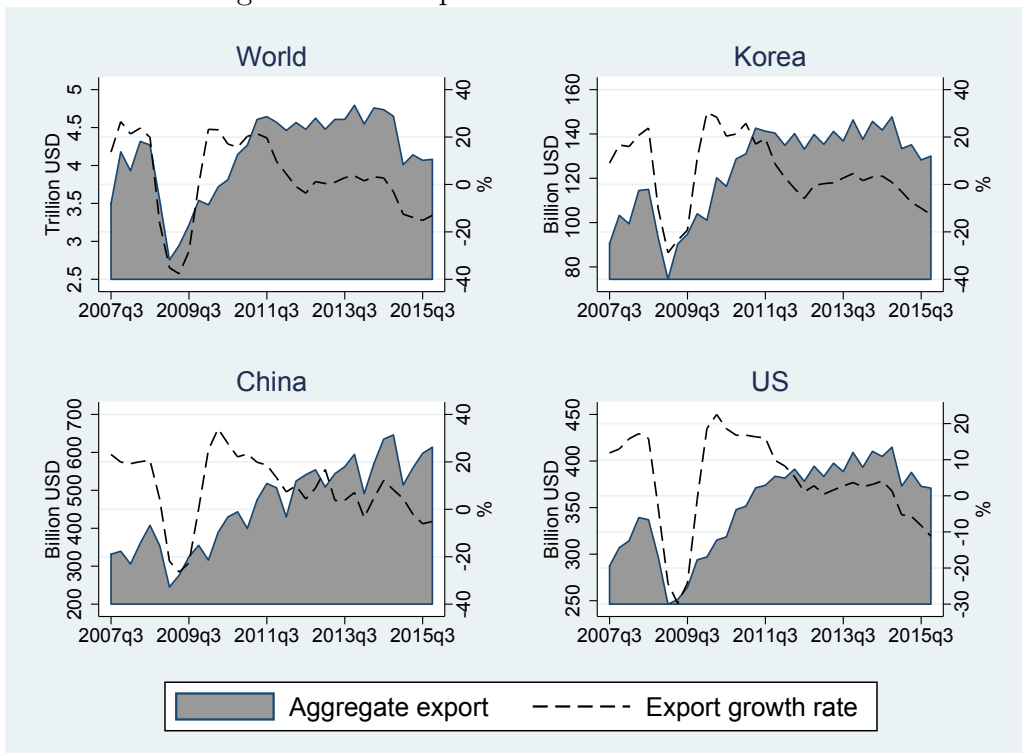 World
Trillion USD
2.5 3 3.5 4 4.5 5
-40 -20 0 20 40
%
2007q3 2009q3 2011q3 2013q3 2015q3
Korea
Billion USD
80 100 120 140 160
-40 -20 0 20 40
%
2007q3 2009q3 2011q3 2013q3 2015q3
China
Billion USD
200 300 400 500 600 700
-40 -20 0 20 40
%
2007q3 2009q3 2011q3 2013q3 2015q3
US
Billion USD
250 300 350 400 450
-30 -20 -10 0 10 20
%
2007q3 2009q3 2011q3 2013q3 2015q3
Aggregate export Export growth rate